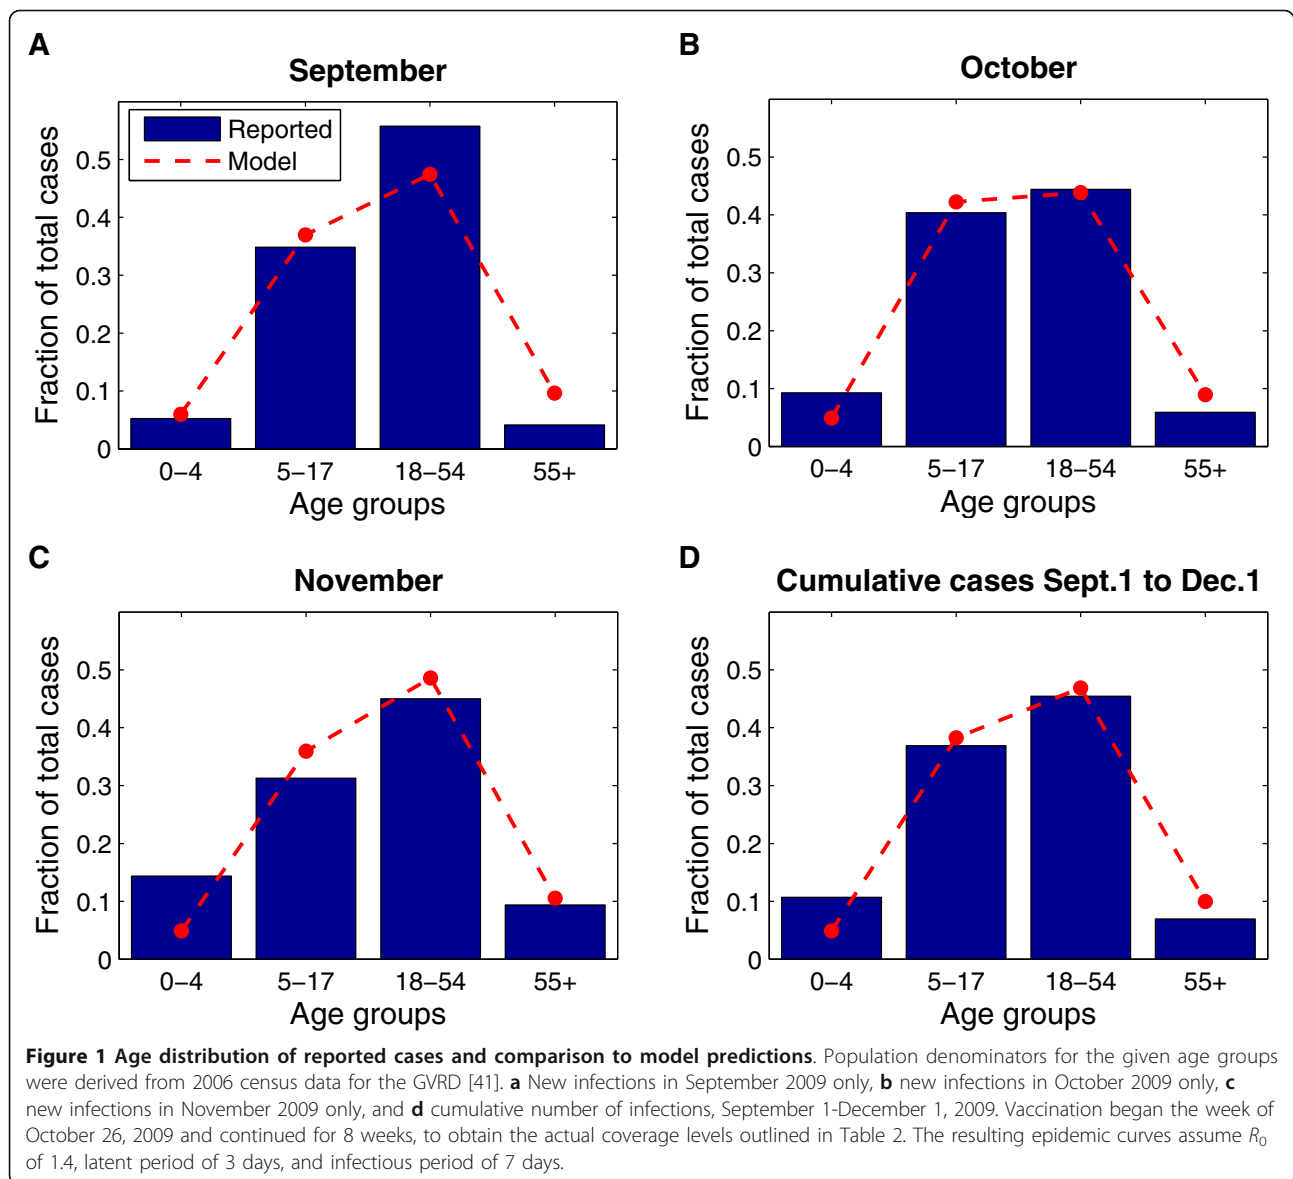 A
September
Reported
Model
Fraction of total cases
0.5
0.4
0.3
0.2
0.1
0
0–4 5–17 18–54 55+
Age groups
B
October
Fraction of total cases
0.5
0.4
0.3
0.2
0.1
0
0–4 5–17 18–54 55+
Age groups
C
November
Fraction of total cases
0.5
0.4
0.3
0.2
0.1
0
0–4 5–17 18–54 55+
Age groups
D
Cumulative cases Sept.1 to Dec.1
Fraction of total cases
0.5
0.4
0.3
0.2
0.1
0
0–4 5–17 18–54 55+
Age groups
Figure 1 Age distribution of reported cases and comparison to model predictions. Population denominators for the given age groups
were derived from 2006 census data for the GVRD [41]. a New infections in September 2009 only, b new infections in October 2009 only, c
new infections in November 2009 only, and d cumulative number of infections, September 1-December 1, 2009. Vaccination began the week of
October 26, 2009 and continued for 8 weeks, to obtain the actual coverage levels outlined in Table 2. The resulting epidemic curves assume R0
of 1.4, latent period of 3 days, and infectious period of 7 days.